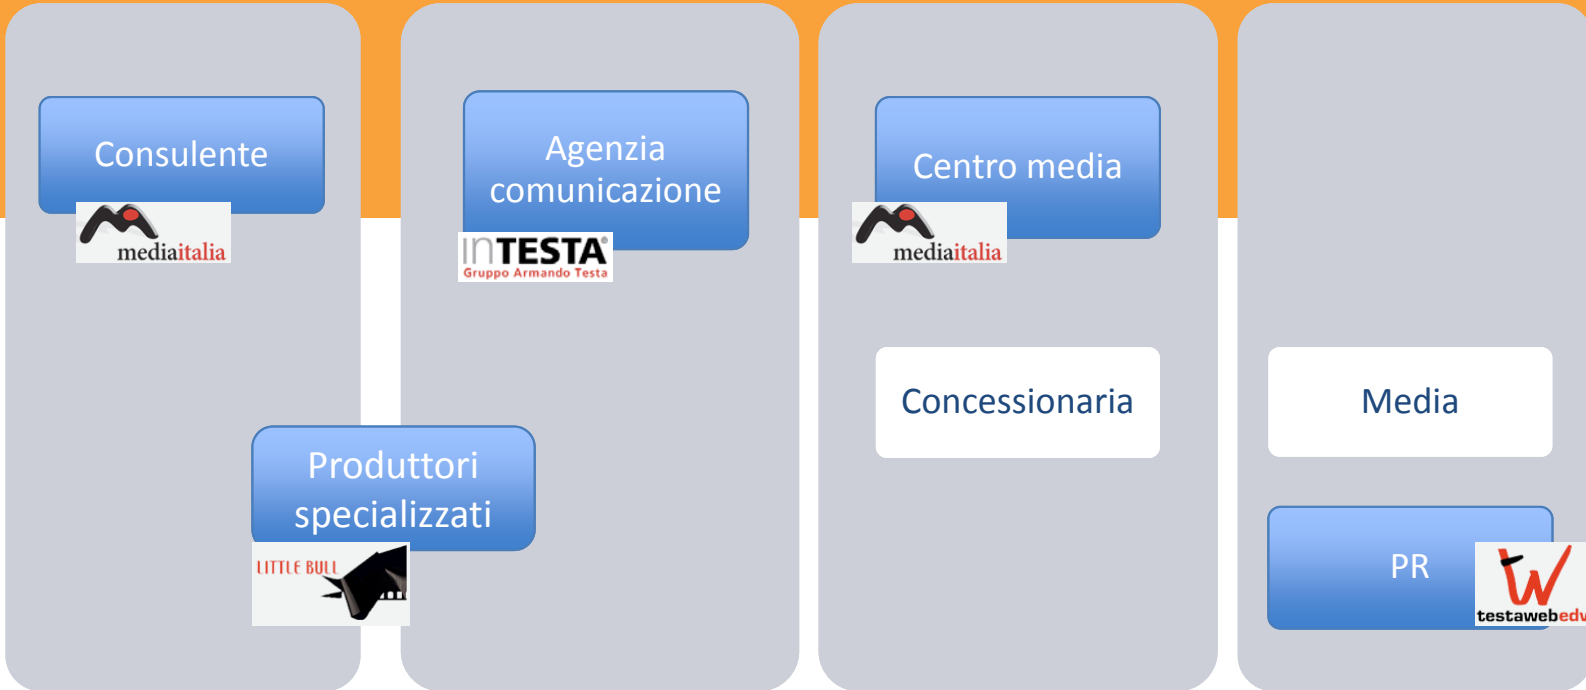 Consulente
mediaitalia
Agenzia
comunicazione
InTESTA®
Gruppo Armando Testa
Centro media
mediaitalia
Produttori
specializzati
LITTLE BULL
Concessionaria
Media
PR
tw
testawebedv